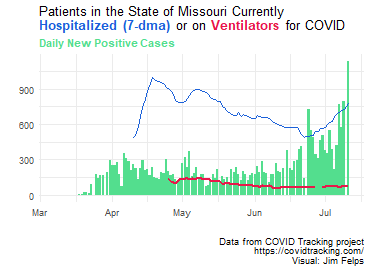 Patients in the State of Missouri Currently
Hospitalized (7-dma) or on Ventilators for COVID
Daily New Positive Cases
900
600
300
0
Mar Apr May Jun Jul
Data from COVID Tracking project
https://covidtracking.com/
Visual: Jim Felps